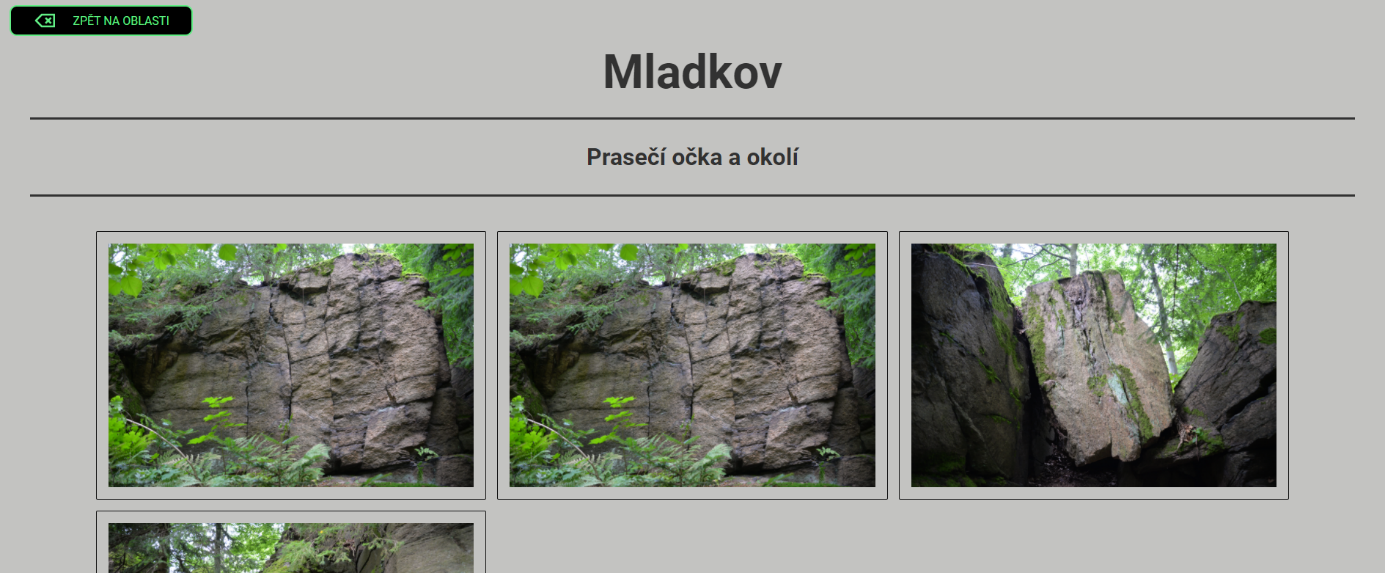 ZPĚT NA OBLASTI
Mladkov
Prasečí očka a okolí